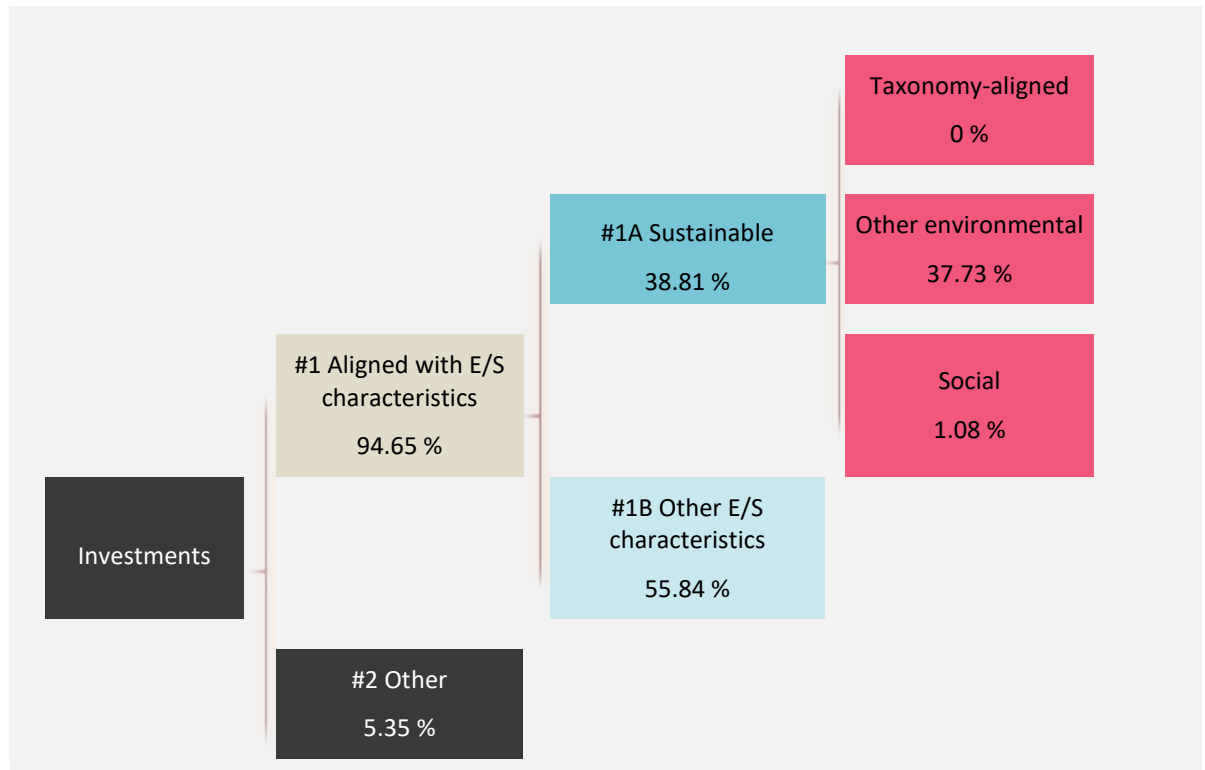 Investments
#1 Aligned with E/S
characteristics
94.65 %
#2 Other
5.35 %
#1A Sustainable
38.81 %
#1B Other E/S
characteristics
55.84 %
Taxonomy-aligned
0 %
Other environmental
37.73 %
Social
1.08 %